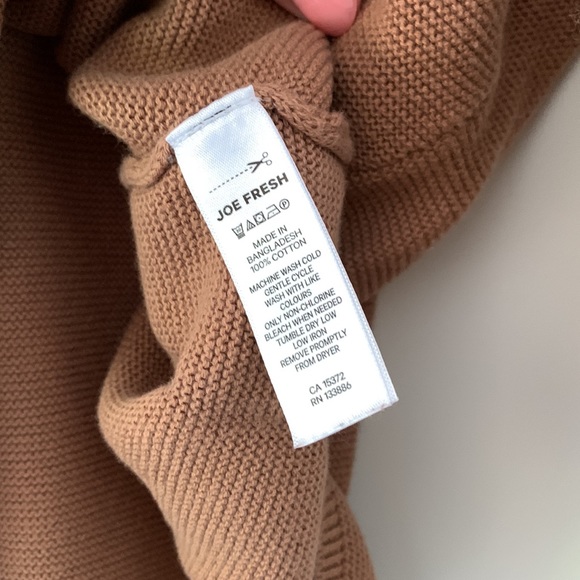 JOE FRESH
MADE IN
BANGLADESH
100% COTTON
MACHINE WASH COLD
GENTLE CYCLE
WASH WITH LIKE
COLOURS
ONLY NON-CHLORINE
BLEACH WHEN NEEDED
TUMBLE DRY LOW
LOW IRON
REMOVE PROMPTLY
FROM DRYER
CA 15372
RN 133886